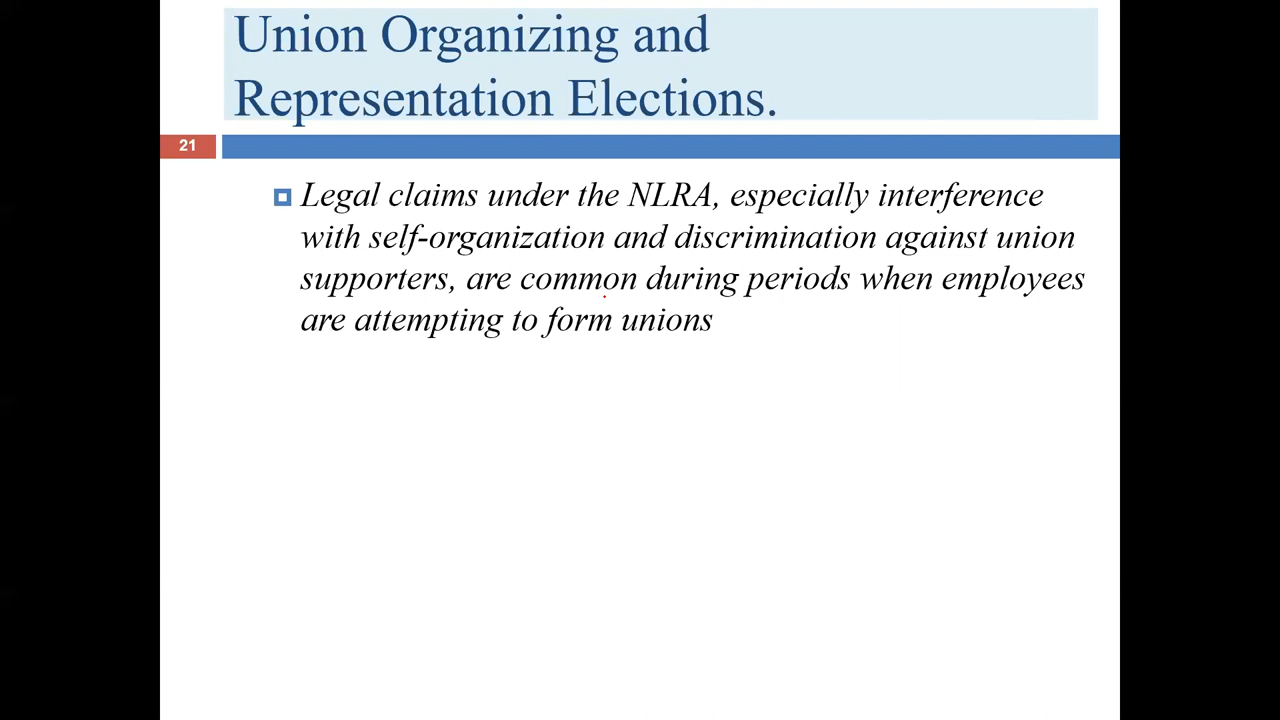 Union Organizing and
Representation Elections.
21
Legal claims under the NLRA, especially interference
with self-organization and discrimination against union
supporters, are common during periods when employees
are attempting to form unions